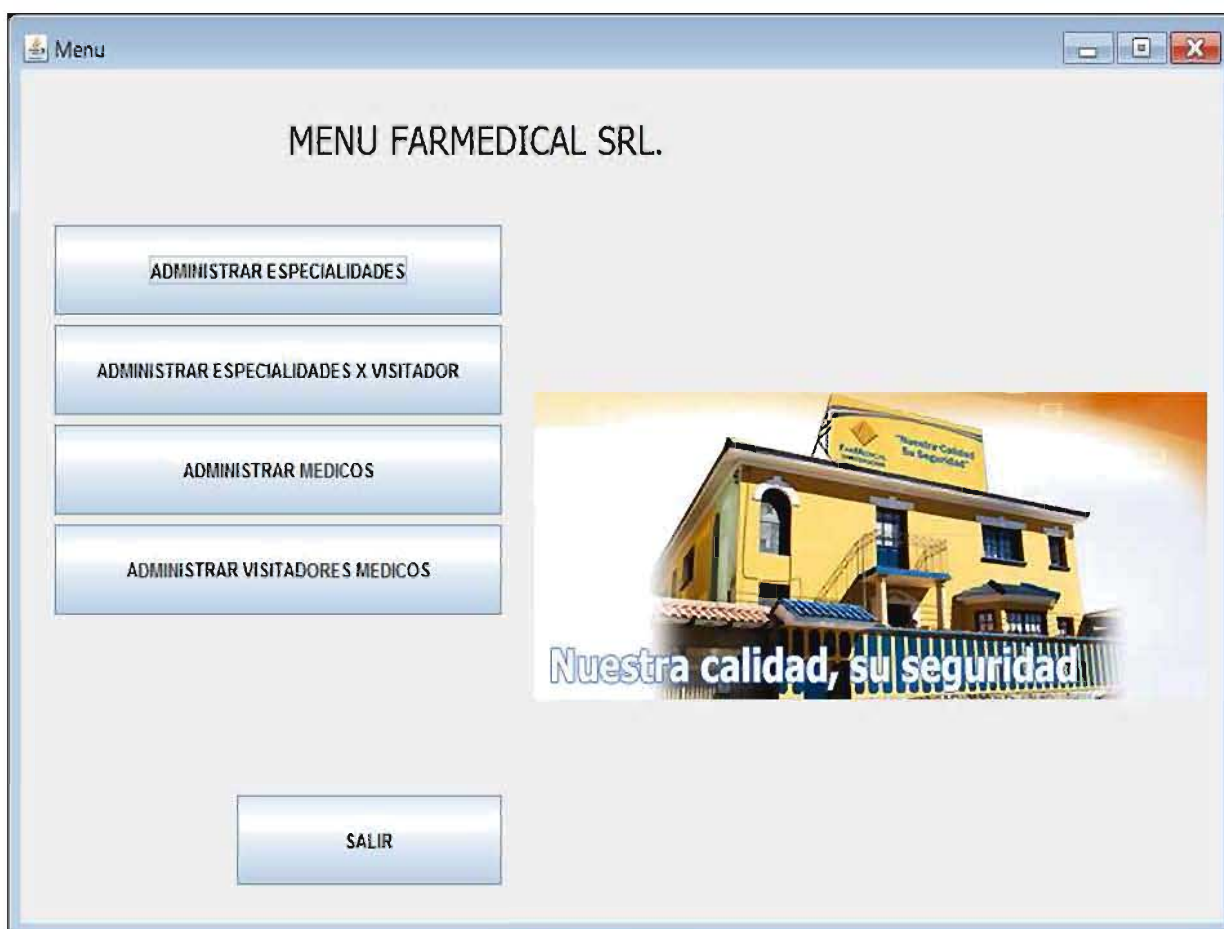 Menu
MENU FARMEDICAL SRL.
ADMINISTRAR ESPECIALIDADES
ADMINISTRAR ESPECIALIDADES X VISITADOR
ADMINISTRAR MEDICOS
ADMINISTRAR VISITADORES MEDICOS
SALIR
FARMEDICAL
"Nuestra Calidad
Su Seguridad"
Nuestra calidad, su seguridad